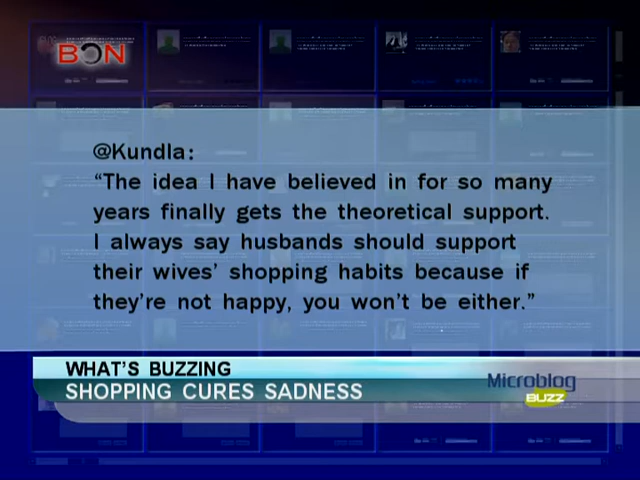 BON
@Kundla:
“The idea I have believed in for so many
years finally gets the theoretical support.
I always say husbands should support
their wives’ shopping habits because if
they’re not happy, you won’t be either.”
WHAT’S BUZZING
SHOPPING CURES SADNESS
Microblog
BUZZ